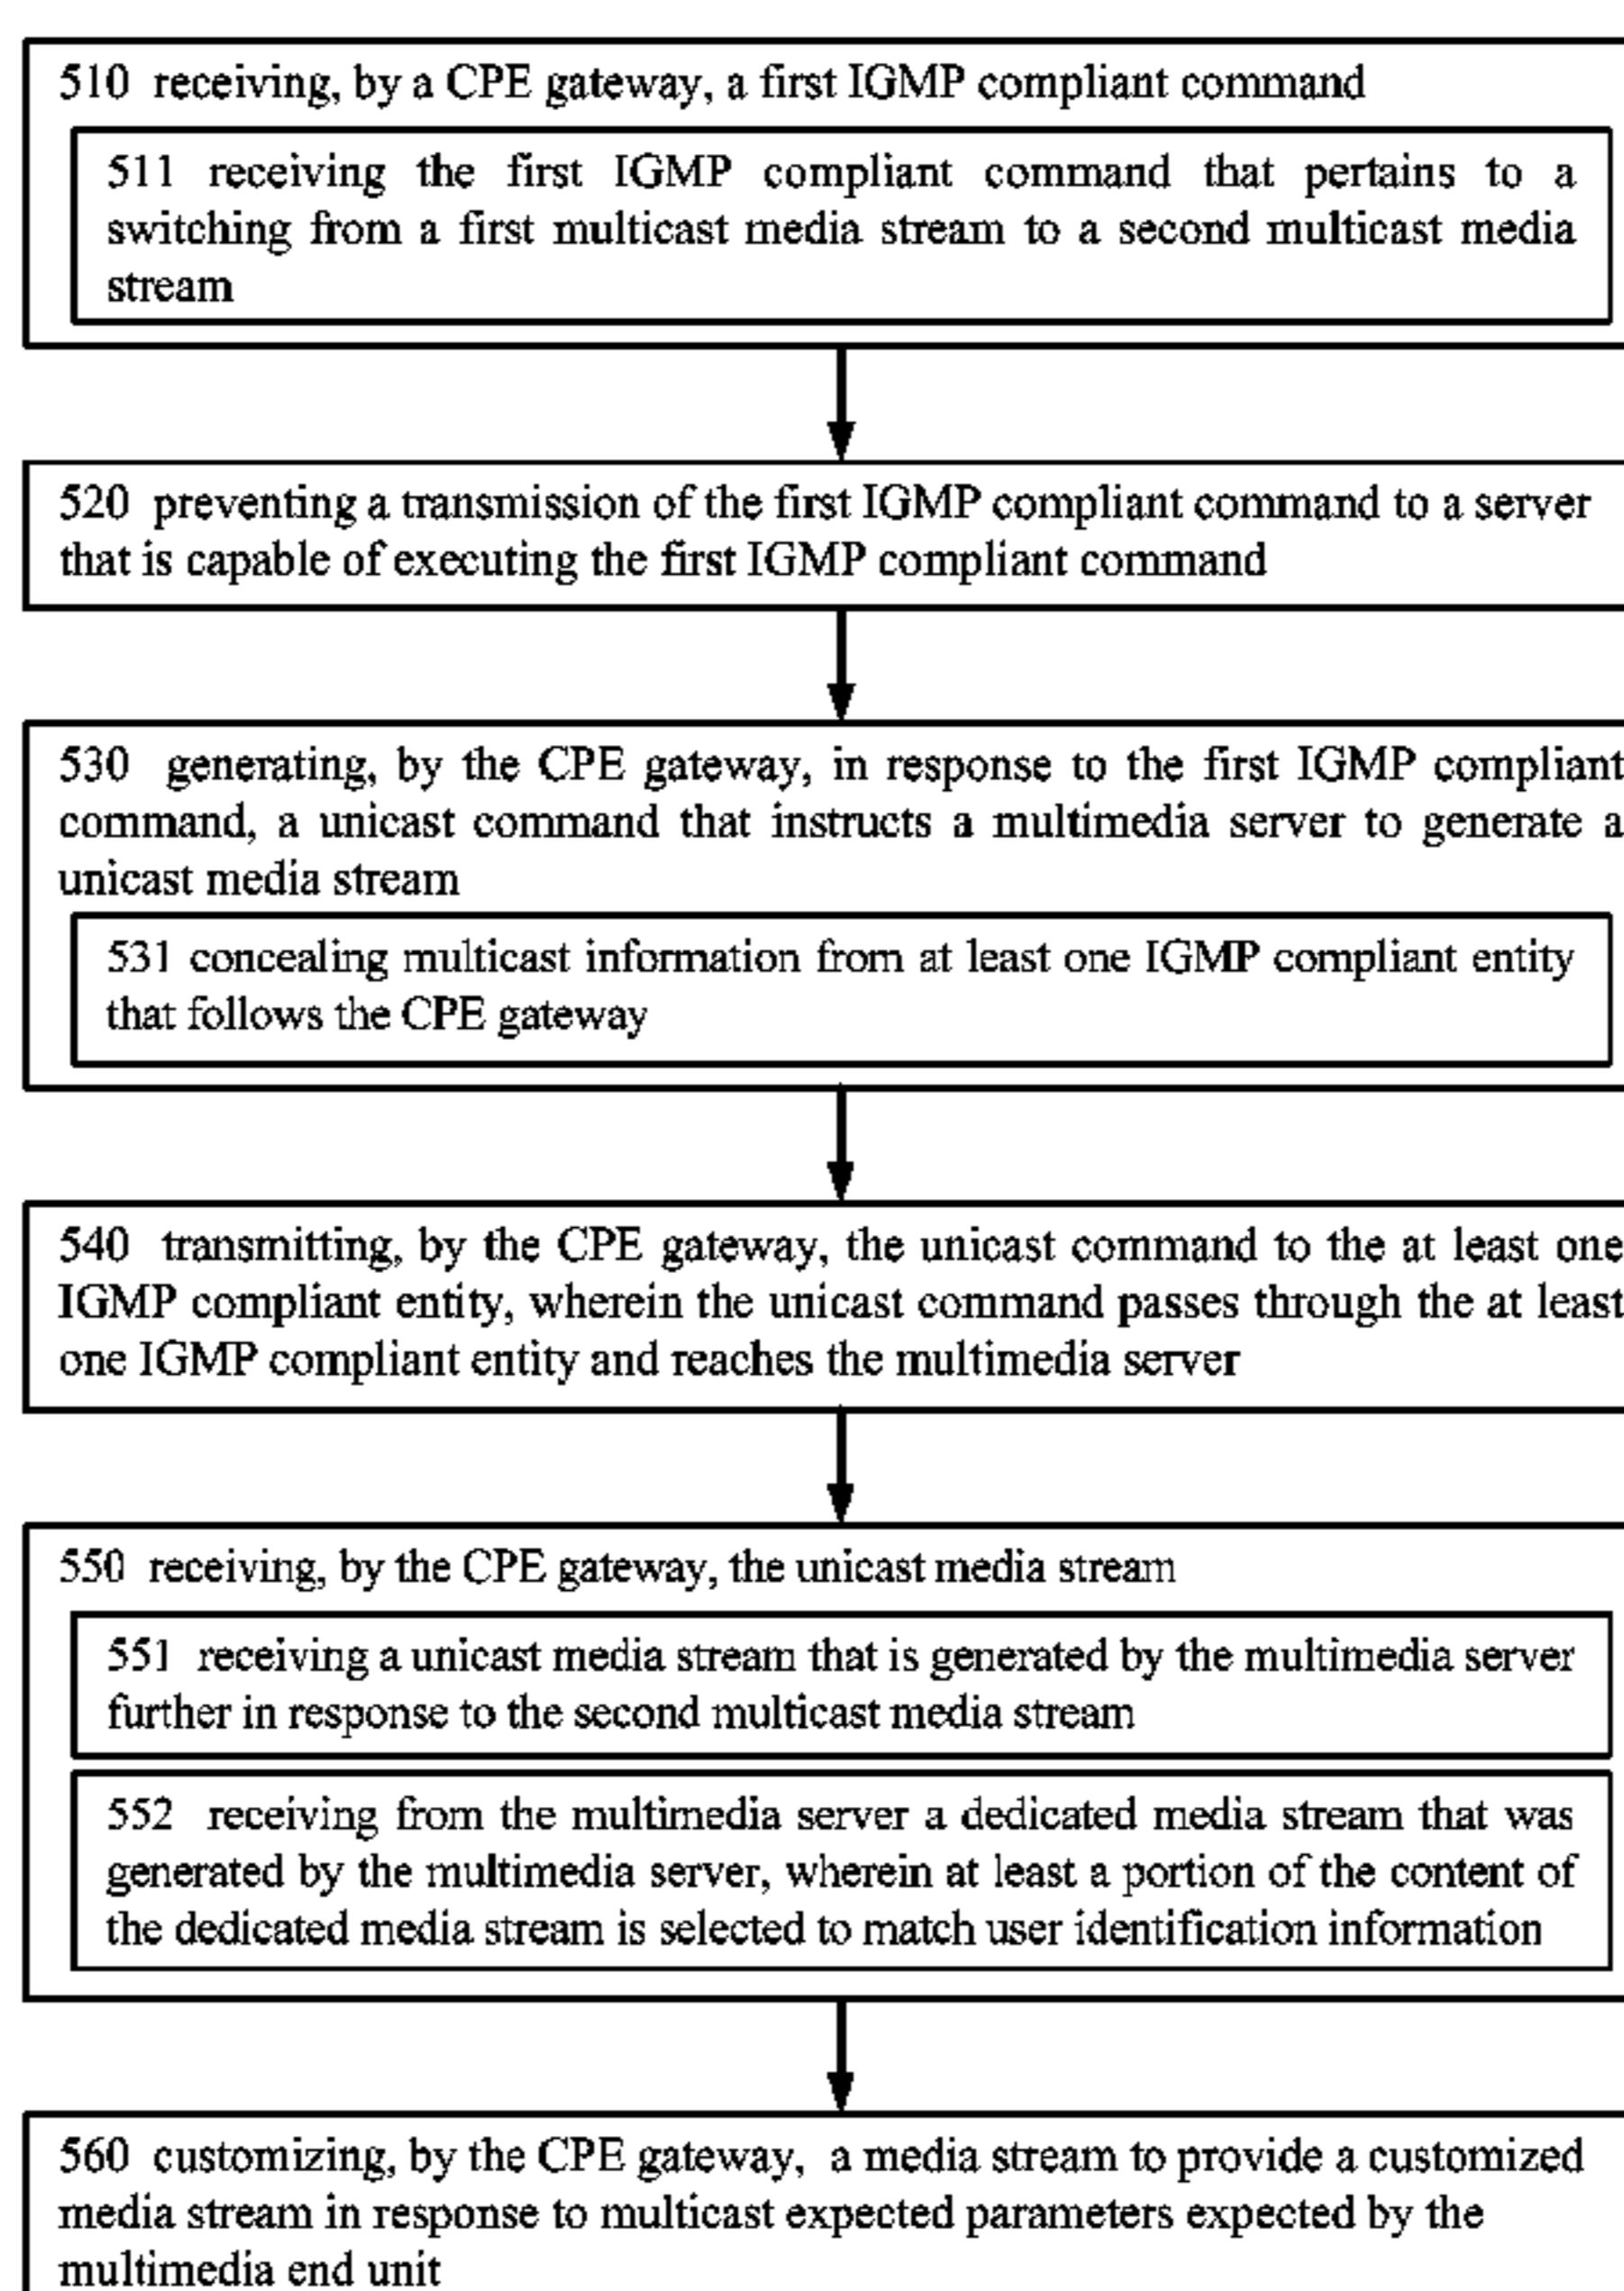 510 receiving, by a CPE gateway, a first IGMP compliant command
511 receiving the first IGMP compliant command that pertains to a
switching from a first multicast media stream to a second multicast media
stream
520 preventing a transmission of the first IGMP compliant command to a server
that is capable of executing the first IGMP compliant command
530 generating, by the CPE gateway, in response to the first IGMP compliant
command, a unicast command that instructs a multimedia server to generate a
unicast media stream
531 concealing multicast information from at least one IGMP compliant entity
that follows the CPE gateway
540 transmitting, by the CPE gateway, the unicast command to the at least one
IGMP compliant entity, wherein the unicast command passes through the at least
one IGMP compliant entity and reaches the multimedia server
550 receiving, by the CPE gateway, the unicast media stream
551 receiving a unicast media stream that is generated by the multimedia server
further in response to the second multicast media stream
552 receiving from the multimedia server a dedicated media stream that was
generated by the multimedia server, wherein at least a portion of the content of
the dedicated media stream is selected to match user identification information
560 customizing, by the CPE gateway, a media stream to provide a customized
media stream in response to multicast expected parameters expected by the
multimedia end unit